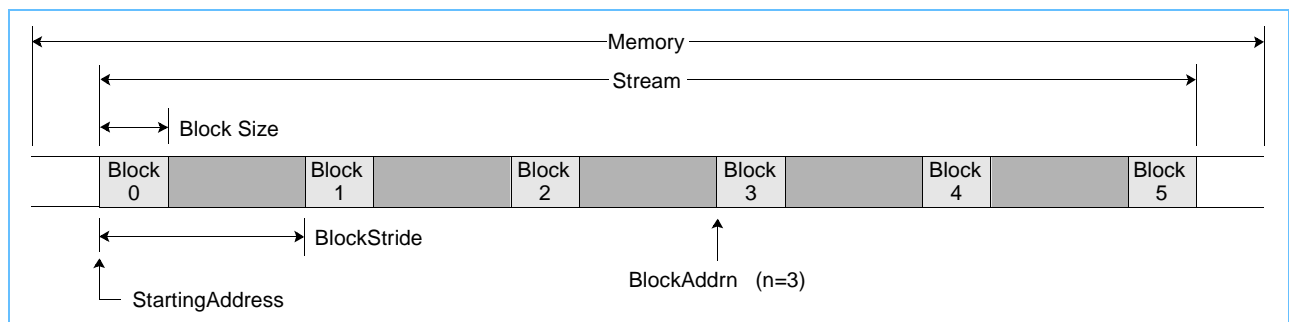 Memory
Stream
Block Size
Block Block Block Block Block Block
0 1 2 3 4 5
BlockStride
BlockAddrn (n=3)
StartingAddress